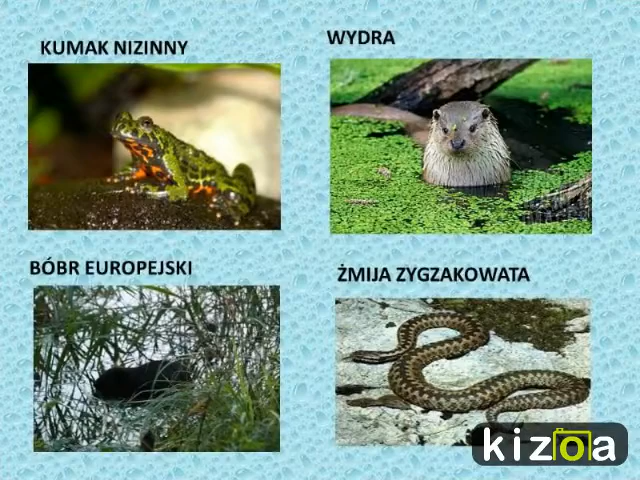 KUMAK NIZINNY
WYDRA
BÓBR EUROPEJSKI
ŻMIJA ZYGZAKOWATA
kizoa